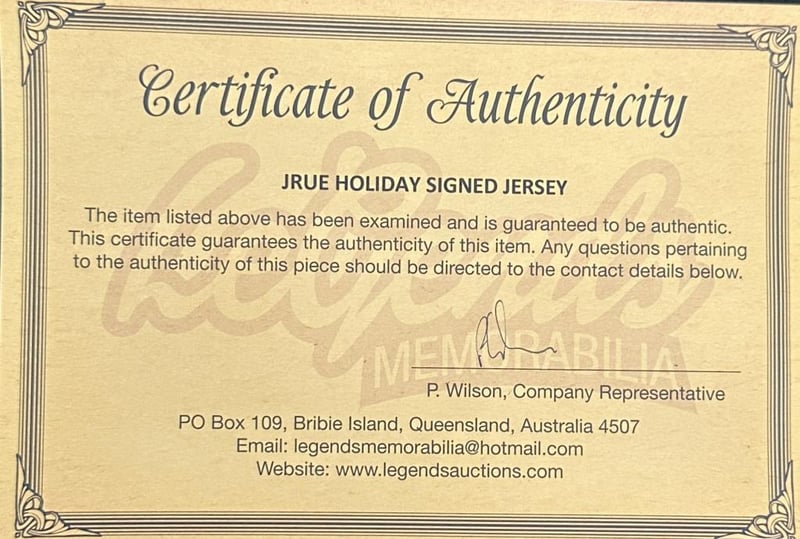 Certificate of Authenticity
Legends
MEMORABILIA
JRUE HOLIDAY SIGNED JERSEY
The item listed above has been examined and is guaranteed to be authentic.
This certificate guarantees the authenticity of this item. Any questions pertaining
to the authenticity of this piece should be directed to the contact details below.
P. Wilson, Company Representative
PO Box 109, Bribie Island, Queensland, Australia 4507
Email: legendsmemorabilia@hotmail.com
Website: www.legendsauctions.com